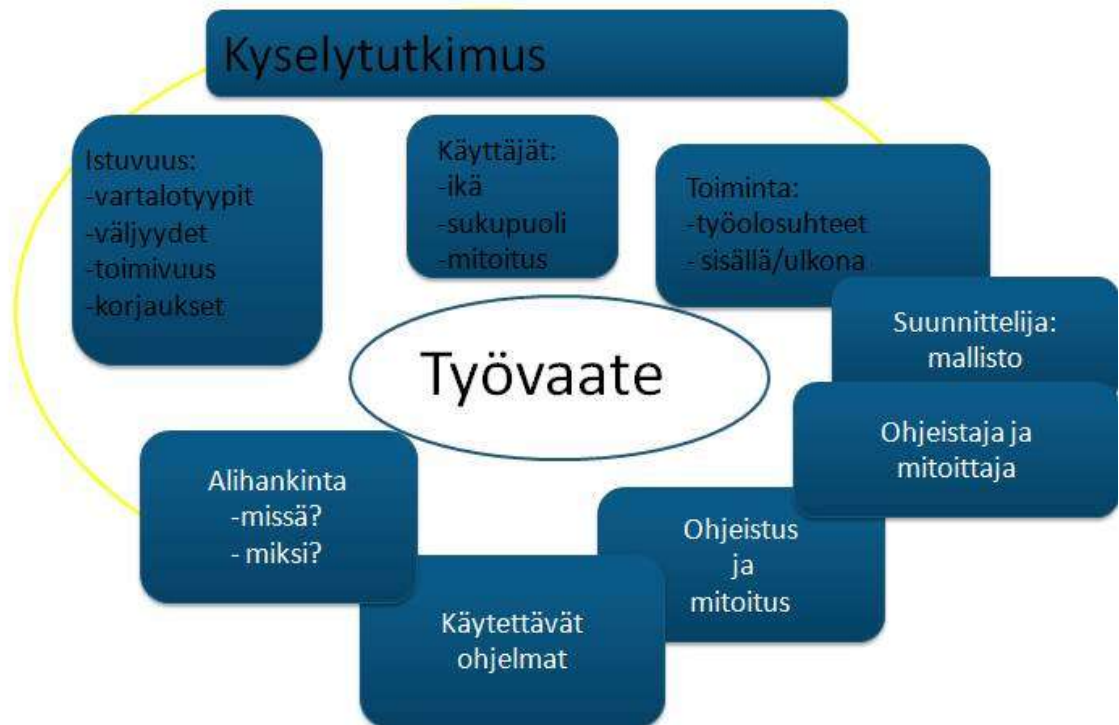 Kyselytutkimus
Istuvuus:
-vartalotyypit
-väljyydet
-toimivuus
-korjaukset
Käyttäjät:
-ikä
-sukupuoli
-mitoitus
Toiminta:
-työolosuhteet
- sisällä/ulkona
Suunnittelija:
mallisto
Työvaate
Ohjeistaja ja
mitoittaja
Alihankinta
-missä?
- miksi?
Ohjeistus
ja
mitoitus
Käytettävät
ohjelmat